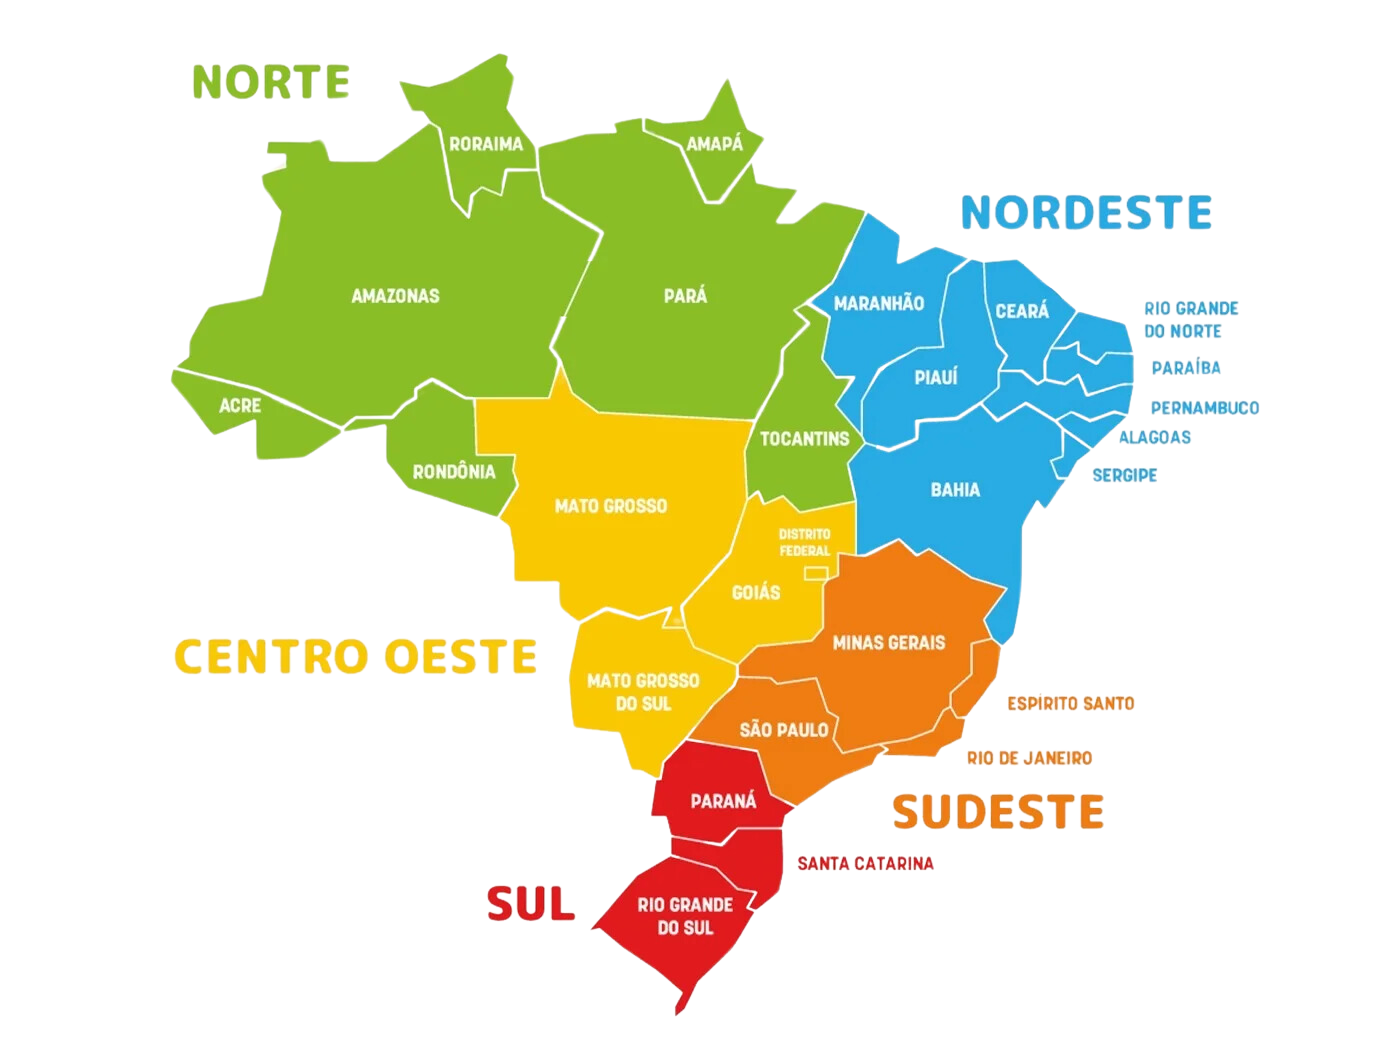 NORTE
RORAIMA
AMAPÁ
NORDESTE
AMAZONAS
PARÁ
MARANHÃO
CEARÁ
RIO GRANDE
DO NORTE
PARAÍBA
PIAUÍ
PERNAMBUCO
ACRE
TOCANTINS
ALAGOAS
RONDÔNIA
SERGIPE
BAHIA
MATO GROSSO
DISTRITO
FEDERAL
GOIÁS
CENTRO OESTE
MINAS GERAIS
MATO GROSSO
DO SUL
ESPÍRITO SANTO
SÃO PAULO
RIO DE JANEIRO
PARANÁ
SUDESTE
SANTA CATARINA
SUL
RIO GRANDE
DO SUL